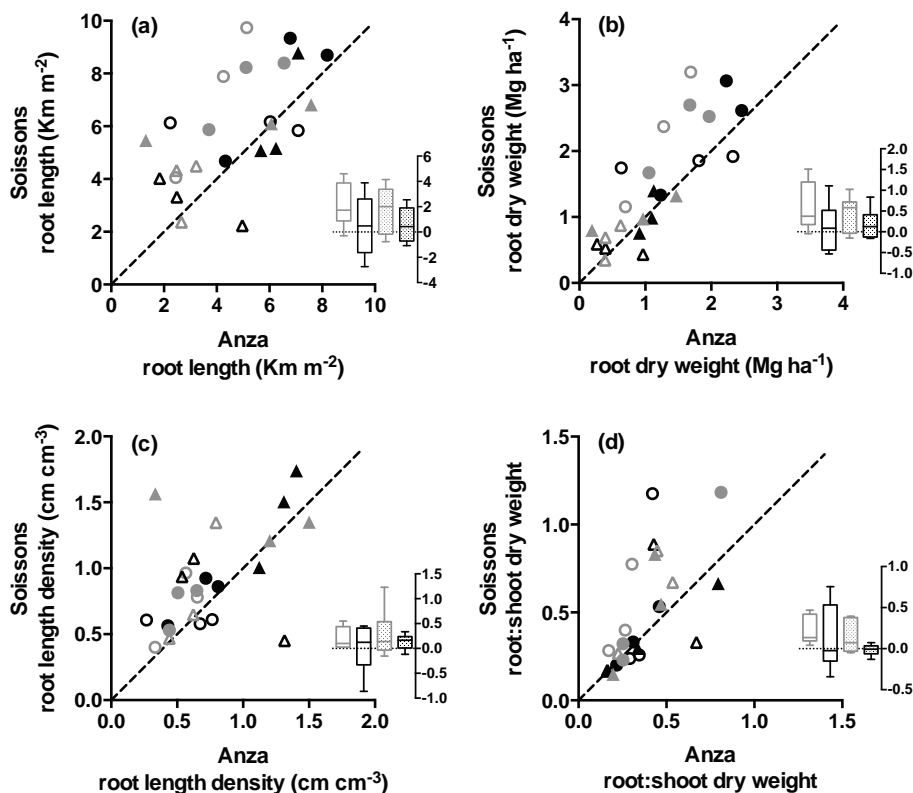 (a)
Soissons
root length (Km m⁻²)
10
8
6
4
2
0
0 2 4 6 8 10
6
4
2
0
-2
-4
Anza
root length (Km m⁻²)
(b)
Soissons
root dry weight (Mg ha⁻¹)
4
3
2
1
0
0 1 2 3 4
2.0
1.5
1.0
0.5
0.0
-0.5
-1.0
Anza
root dry weight (Mg ha⁻¹)
(c)
Soissons
root length density (cm cm⁻³)
2.0
1.5
1.0
0.5
0.0
0.0 0.5 1.0 1.5 2.0
1.5
1.0
0.5
0.0
-0.5
-1.0
Anza
root length density (cm cm⁻³)
(d)
Soissons
root:shoot dry weight
1.5
1.0
0.5
0.0
0.0 0.5 1.0 1.5
1.0
0.5
0.0
-0.5
Anza
root:shoot dry weight